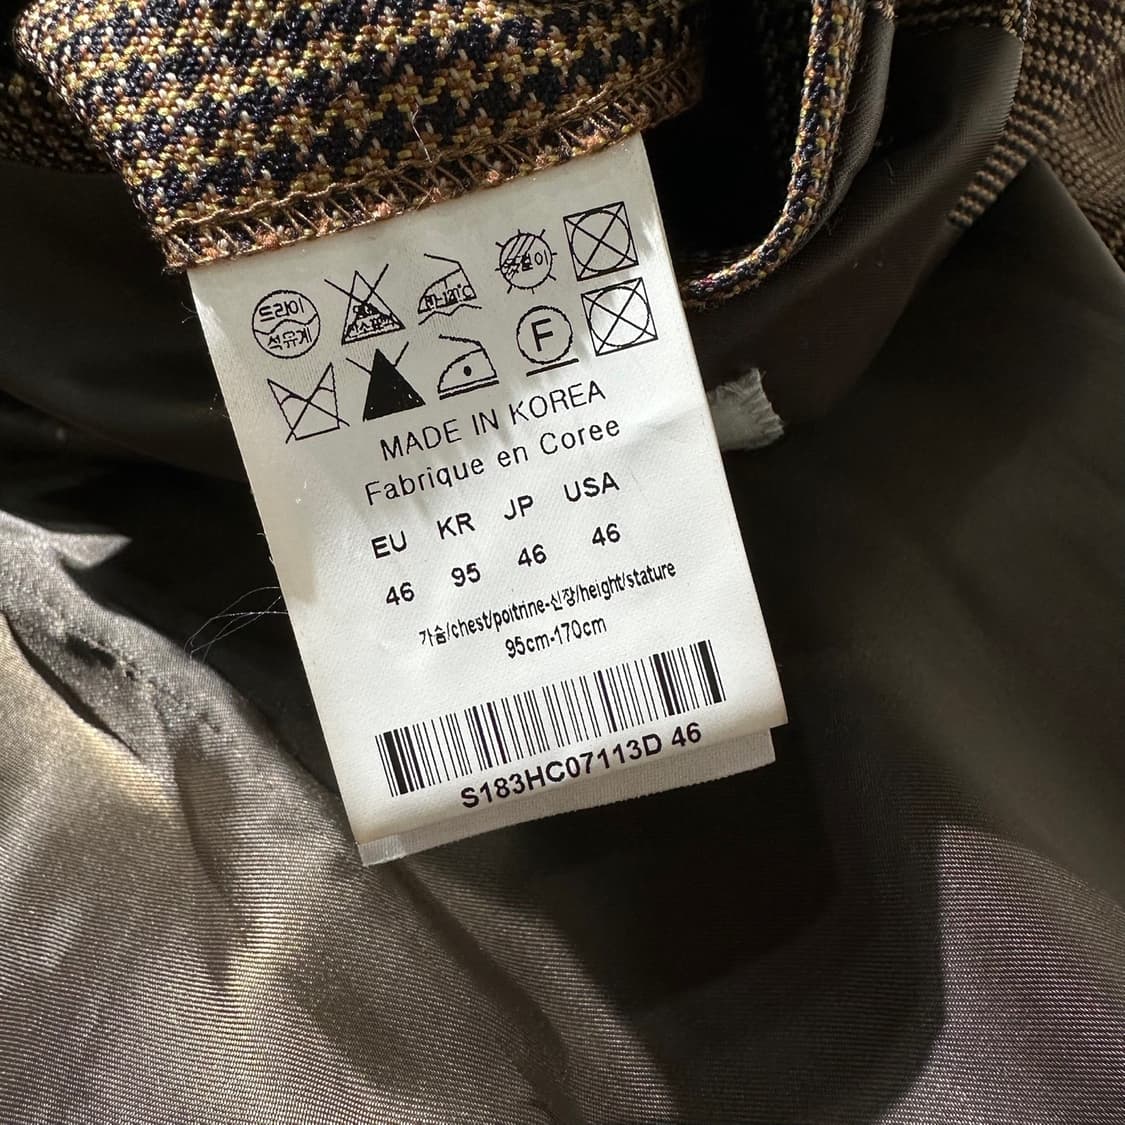 드라이
석유계
F
MADE IN KOREA
Fabrique en Coree
EU KR JP USA
46 95 46 46
가슴/chest/poitrine-신장/height/stature
95cm-170cm
S183HC07113D 46